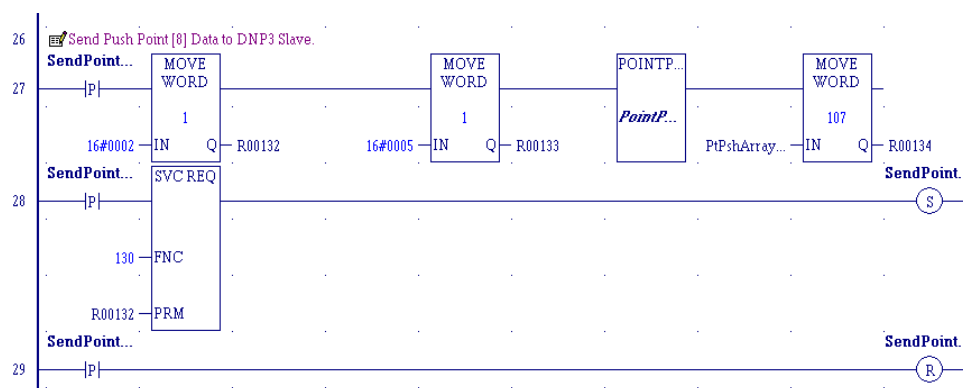 26 Send Push Point [8] Data to DNP3 Slave.
SendPoint... MOVE WORD MOVE WORD POINTP... MOVE WORD
27 P
1 1 PointP... 107
16#0002 IN Q R00132 16#0005 IN Q R00133 PtPshArray... IN Q R00134
SendPoint... SVC REQ SendPoint.
28 P S
130 FNC
R00132 PRM
SendPoint... SendPoint.
29 P R